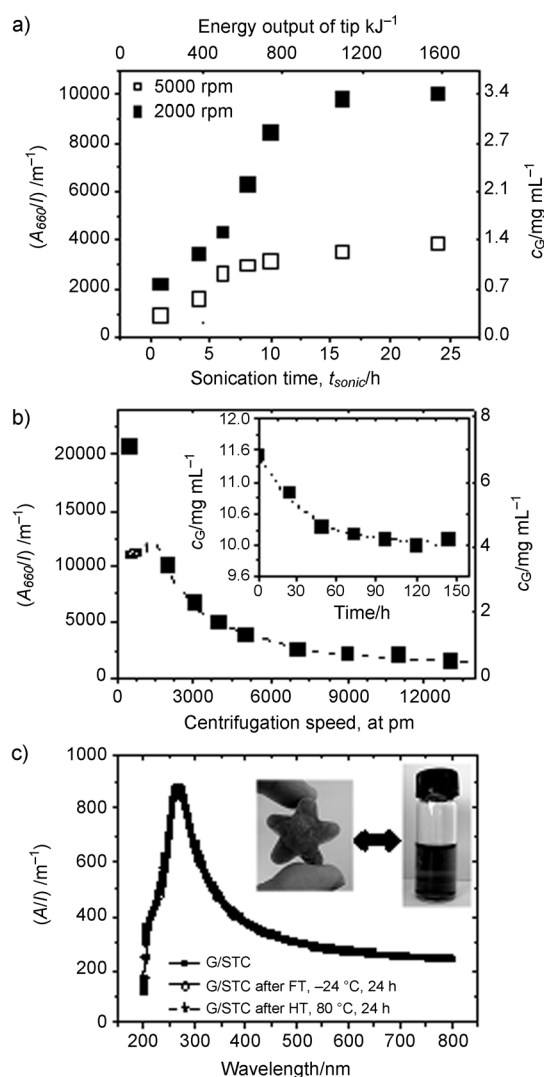 a)
Energy output of tip kJ⁻¹
0 200 400 600 800 1000 1200 1400 1600
10000
8000
6000
4000
2000
0
(A660/l) /m⁻¹
5000 rpm
2000 rpm
3.4
2.7
2.1
1.4
0.7
0.0
cG/mg mL⁻¹
0 5 10 15 20 25
Sonication time, tsonic/h
b)
20000
15000
10000
5000
0
(A660/l) /m⁻¹
12.0
11.6
10.4
10.0
9.6
cG/mg mL⁻¹
0 30 60 90 120 150
Time/h
8
6
4
2
0
cG/mg mL⁻¹
0 3000 6000 9000 13000
Centrifugation speed, at pm
c)
1000
800
600
400
200
0
(A/l) /m⁻¹
G/STC
G/STC after FT, –24 °C, 24 h
G/STC after HT, 80 °C, 24 h
200 250 300 400 500 600 700 800
Wavelength/nm